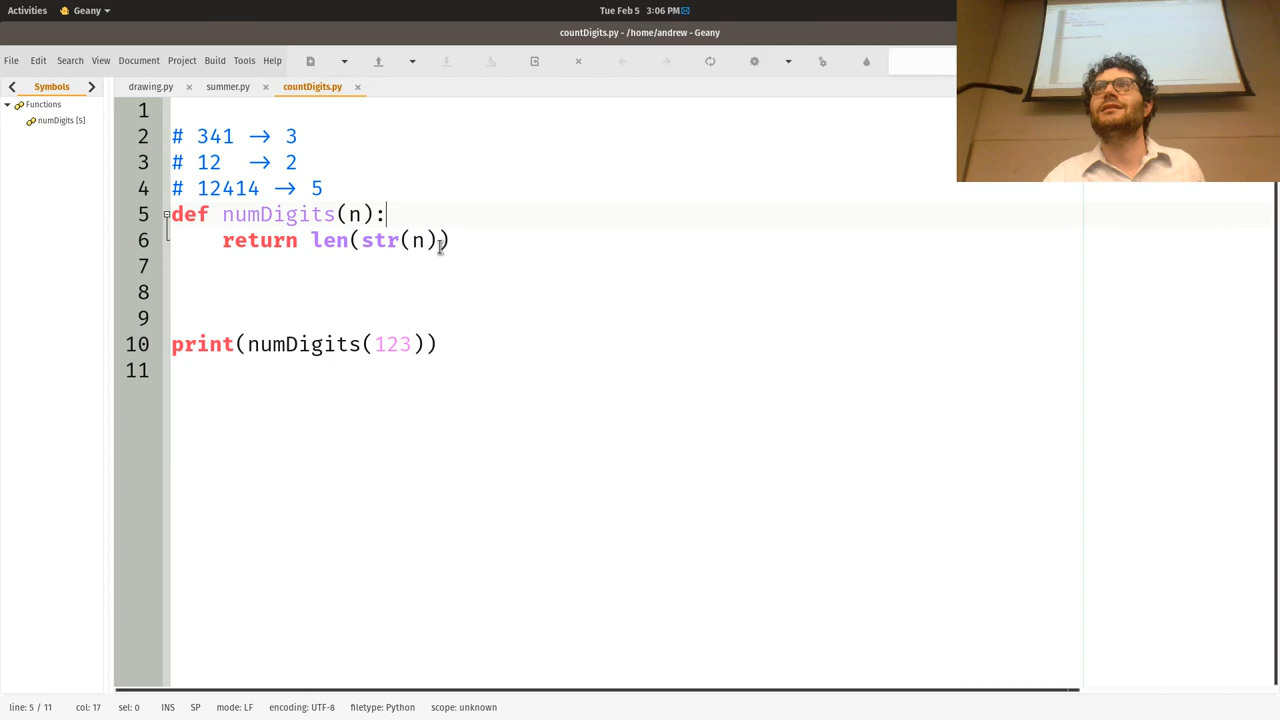 Activities Geany Tue Feb 5 3:06 PM
countDigits.py - /home/andrew - Geany
File Edit Search View Document Project Build Tools Help
Symbols drawing.py summer.py countDigits.py
Functions
numDigits [5]
1
2 # 341 -> 3
3 # 12 -> 2
4 # 12414 -> 5
5 def numDigits(n):
6 return len(str(n))
7
8
9
10 print(numDigits(123))
11
line: 5 / 11 col: 17 sel: 0 INS SP mode: LF encoding: UTF-8 filetype: Python scope: unknown